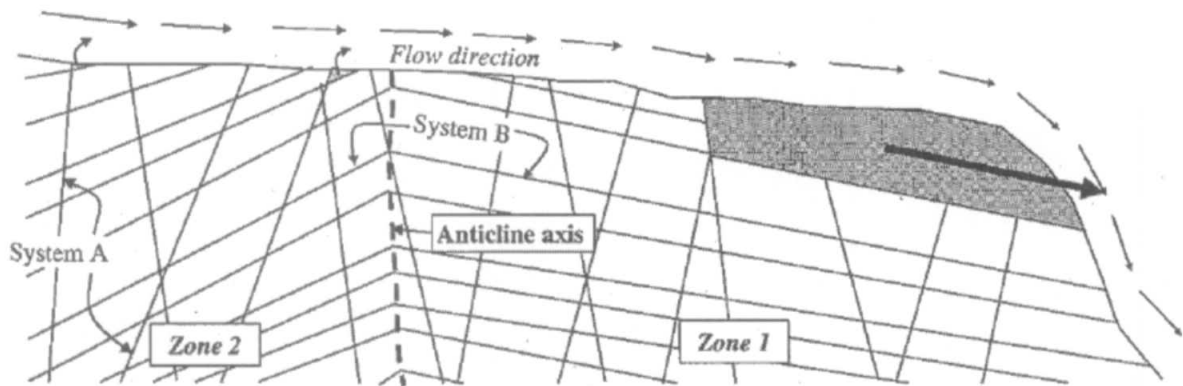 Flow direction
System B
Anticline axis
System A
Zone 2
Zone 1